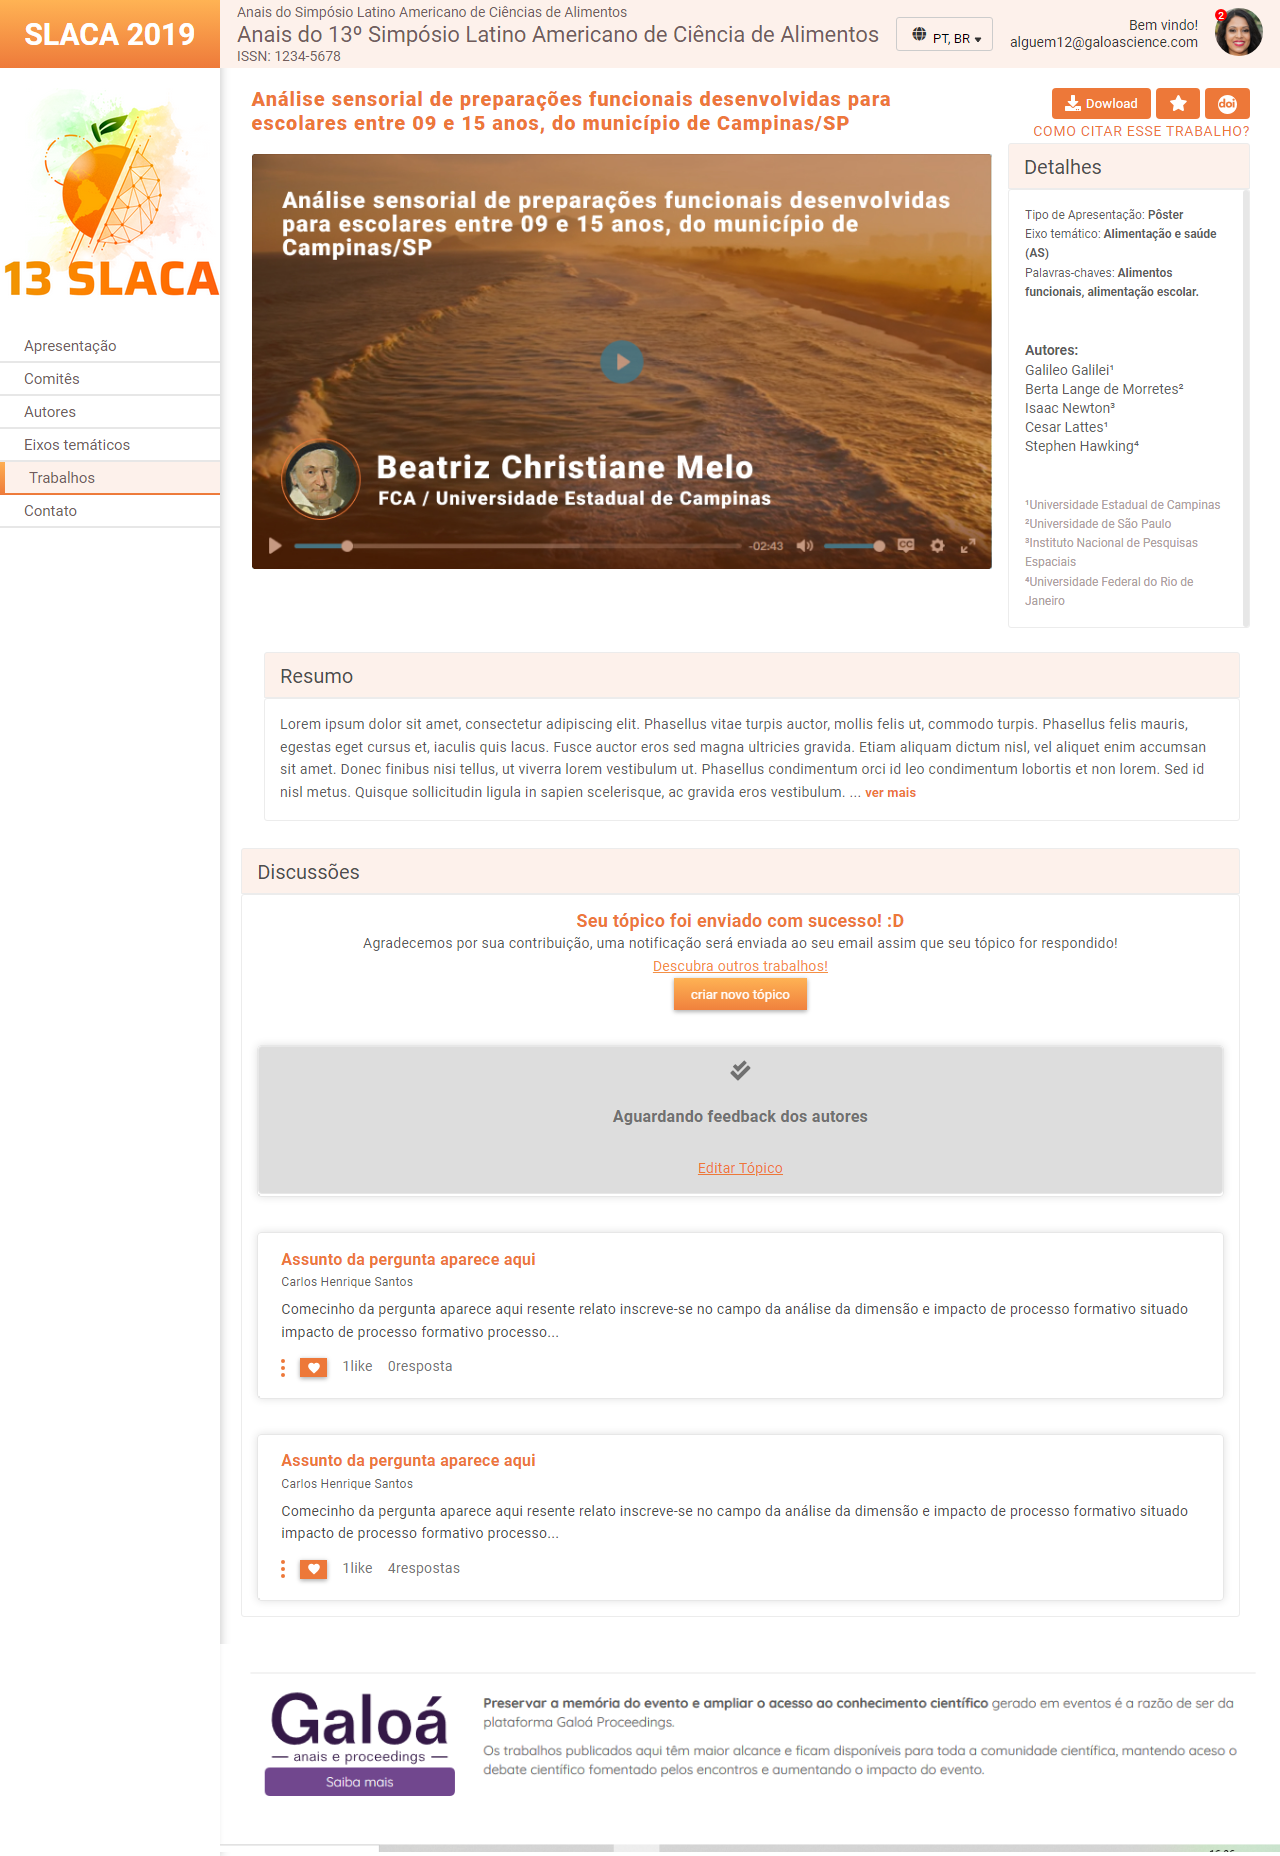 SLACA 2019
Anais do Simpósio Latino Americano de Ciências de Alimentos
Anais do 13º Simpósio Latino Americano de Ciência de Alimentos
ISSN: 1234-5678
PT, BR
Bem vindo!
alguem12@galoascience.com
2
13 SLACA
Apresentação
Comitês
Autores
Eixos temáticos
Trabalhos
Contato
Análise sensorial de preparações funcionais desenvolvidas para
escolares entre 09 e 15 anos, do município de Campinas/SP
Dowload
doi
COMO CITAR ESSE TRABALHO?
Análise sensorial de preparações funcionais desenvolvidas
para escolares entre 09 e 15 anos, do município de
Campinas/SP
Beatriz Christiane Melo
FCA / Universidade Estadual de Campinas
-02:43
CC
Detalhes
Tipo de Apresentação: Pôster
Eixo temático: Alimentação e saúde
(AS)
Palavras-chaves: Alimentos
funcionais, alimentação escolar.
Autores:
Galileo Galilei¹
Berta Lange de Morretes²
Isaac Newton³
Cesar Lattes¹
Stephen Hawking⁴
¹Universidade Estadual de Campinas
²Universidade de São Paulo
³Instituto Nacional de Pesquisas
Espaciais
⁴Universidade Federal do Rio de
Janeiro
Resumo
Lorem ipsum dolor sit amet, consectetur adipiscing elit. Phasellus vitae turpis auctor, mollis felis ut, commodo turpis. Phasellus felis mauris,
egestas eget cursus et, iaculis quis lacus. Fusce auctor eros sed magna ultricies gravida. Etiam aliquam dictum nisl, vel aliquet enim accumsan
sit amet. Donec finibus nisi tellus, ut viverra lorem vestibulum ut. Phasellus condimentum orci id leo condimentum lobortis et non lorem. Sed id
nisl metus. Quisque sollicitudin ligula in sapien scelerisque, ac gravida eros vestibulum. ... ver mais
Discussões
Seu tópico foi enviado com sucesso! :D
Agradecemos por sua contribuição, uma notificação será enviada ao seu email assim que seu tópico for respondido!
Descubra outros trabalhos!
criar novo tópico
Aguardando feedback dos autores
Editar Tópico
Assunto da pergunta aparece aqui
Carlos Henrique Santos
Comecinho da pergunta aparece aqui resente relato inscreve-se no campo da análise da dimensão e impacto de processo formativo situado
impacto de processo formativo processo...
1like 0resposta
Assunto da pergunta aparece aqui
Carlos Henrique Santos
Comecinho da pergunta aparece aqui resente relato inscreve-se no campo da análise da dimensão e impacto de processo formativo situado
impacto de processo formativo processo...
1like 4respostas
Galoá
anais e proceedings
Saiba mais
Preservar a memória do evento e ampliar o acesso ao conhecimento científico gerado em eventos é a razão de ser da
plataforma Galoá Proceedings.
Os trabalhos publicados aqui têm maior alcance e ficam disponíveis para toda a comunidade científica, mantendo aceso o
debate científico fomentado pelos encontros e aumentando o impacto do evento.